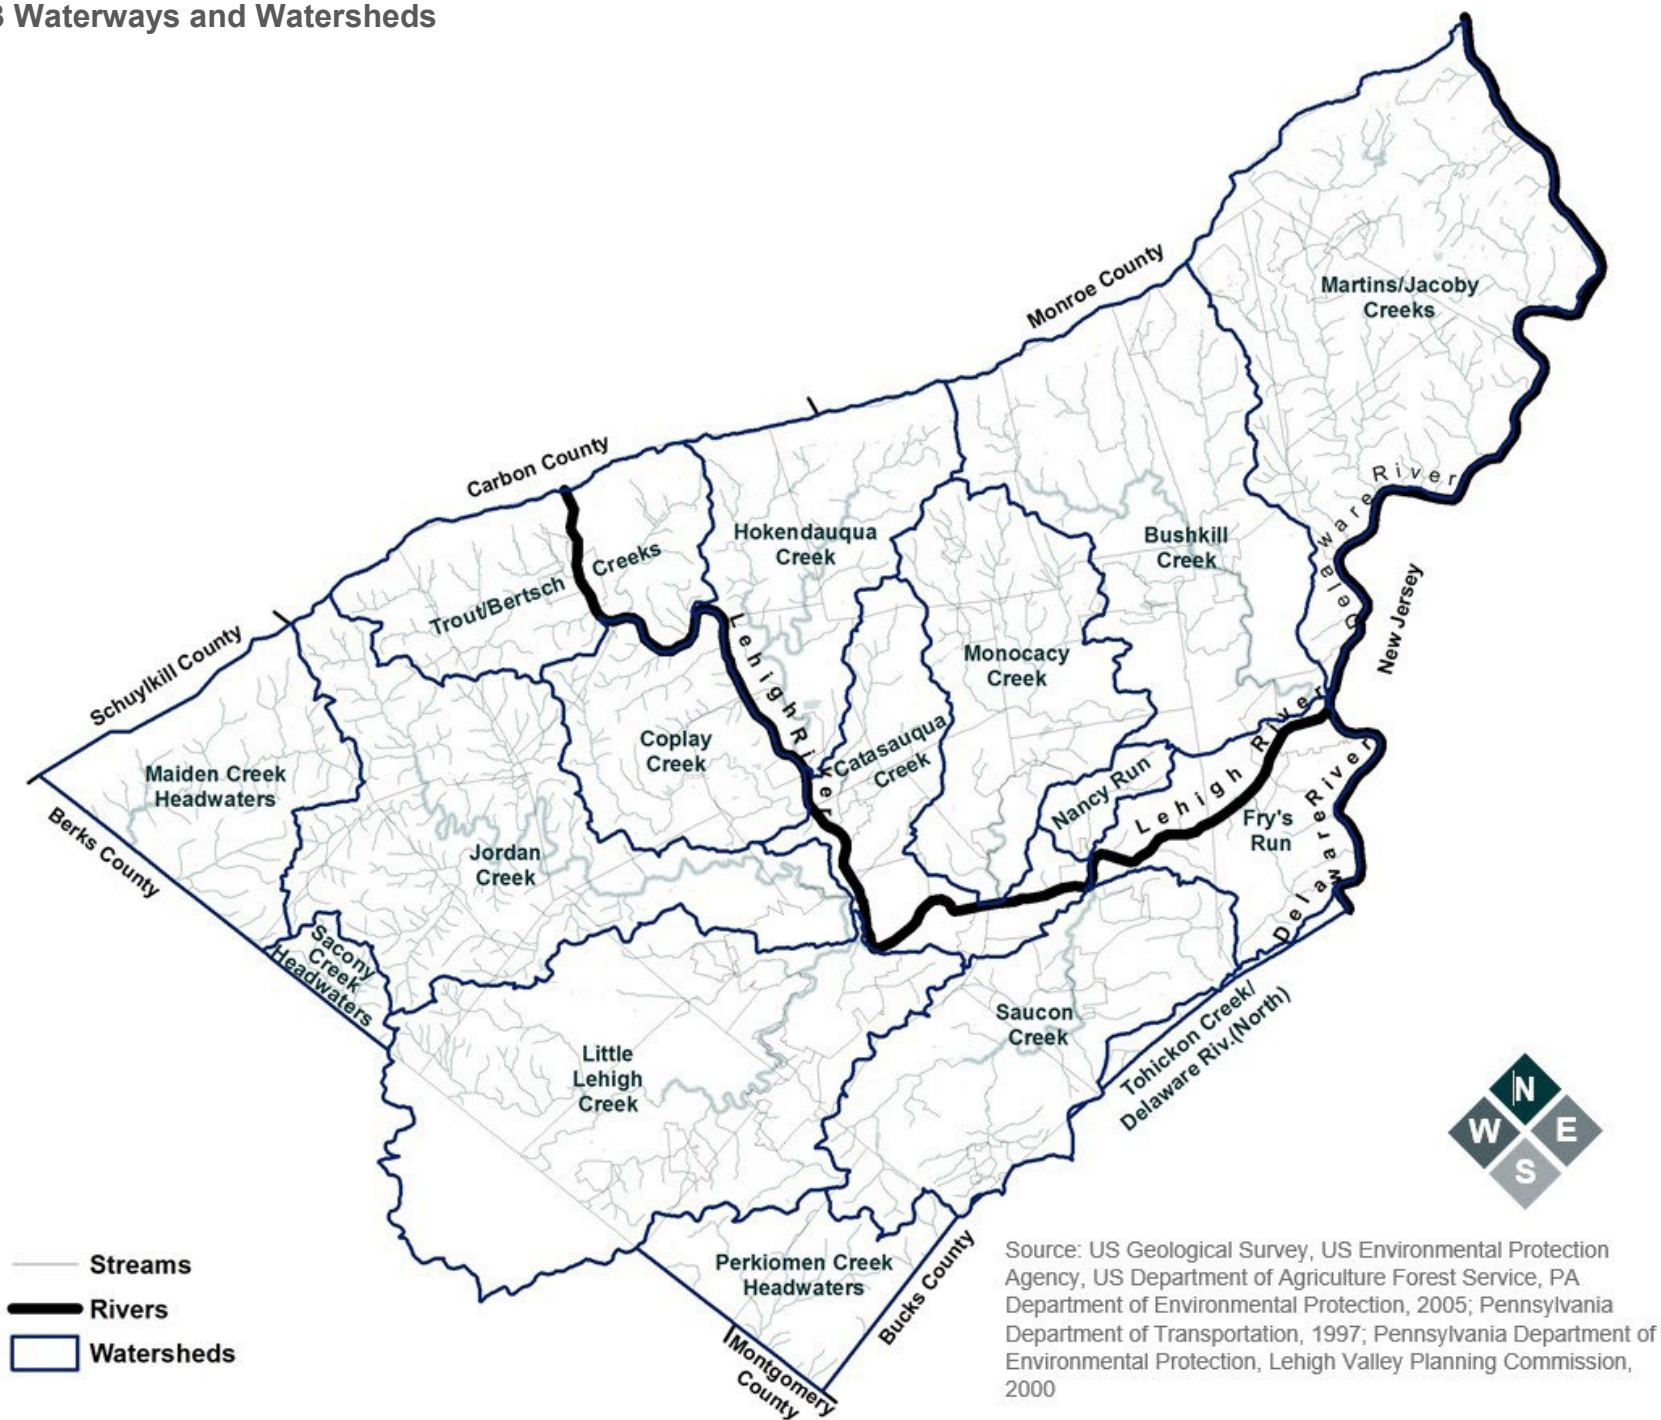 3 Waterways and Watersheds
Monroe County
Martins/Jacoby
Creeks
Carbon County
River
Delaware
Hokendauqua
Creek
Bushkill
Creek
Trout/Bertsch
Creeks
New Jersey
Schuylkill County
Lehigh River
Monocacy
Creek
Coplay
Creek
Catasauqua
Creek
Lehigh River
Delaware River
Maiden Creek
Headwaters
Nancy Run
Fry's
Run
Berks County
Jordan
Creek
Sacony
Creek
Headwaters
Saucon
Creek
Tohickon Creek/
Delaware Riv.(North)
Little
Lehigh
Creek
N
W
E
S
Perkiomen Creek
Headwaters
Bucks County
Montgomery
County
Streams
Rivers
Watersheds
Source: US Geological Survey, US Environmental Protection
Agency, US Department of Agriculture Forest Service, PA
Department of Environmental Protection, 2005; Pennsylvania
Department of Transportation, 1997; Pennsylvania Department of
Environmental Protection, Lehigh Valley Planning Commission,
2000